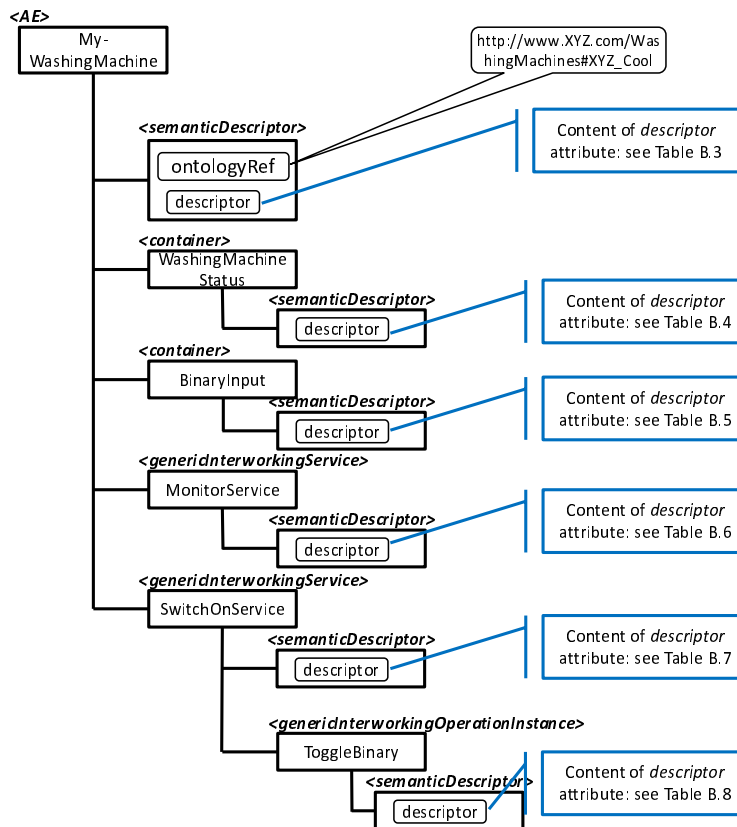 <AE>
My-
WashingMachine
http://www.XYZ.com/Was
hingMachines#XYZ_Cool
<semanticDescriptor>
ontologyRef
descriptor
Content of descriptor
attribute: see Table B.3
<container>
WashingMachine
Status
<semanticDescriptor>
descriptor
Content of descriptor
attribute: see Table B.4
<container>
BinaryInput
<semanticDescriptor>
descriptor
Content of descriptor
attribute: see Table B.5
<genericInterworkingService>
MonitorService
<semanticDescriptor>
descriptor
Content of descriptor
attribute: see Table B.6
<genericInterworkingService>
SwitchOnService
<semanticDescriptor>
descriptor
Content of descriptor
attribute: see Table B.7
<genericInterworkingOperationInstance>
ToggleBinary
<semanticDescriptor>
descriptor
Content of descriptor
attribute: see Table B.8